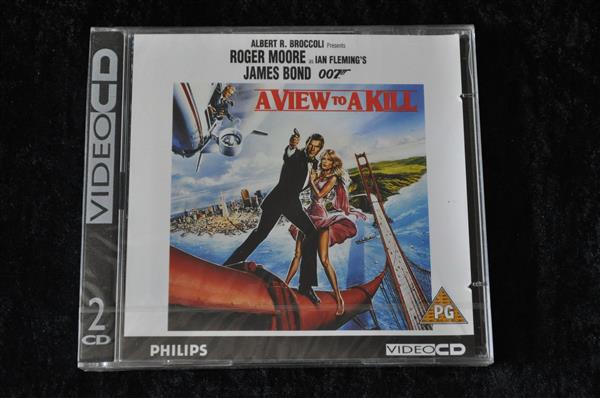 ALBERT R. BROCCOLI Presents
ROGER MOORE as IAN FLEMING'S
JAMES BOND 007
A VIEW TO A KILL
VIDEO CD
2
CD
PG
PHILIPS
VIDEO CD